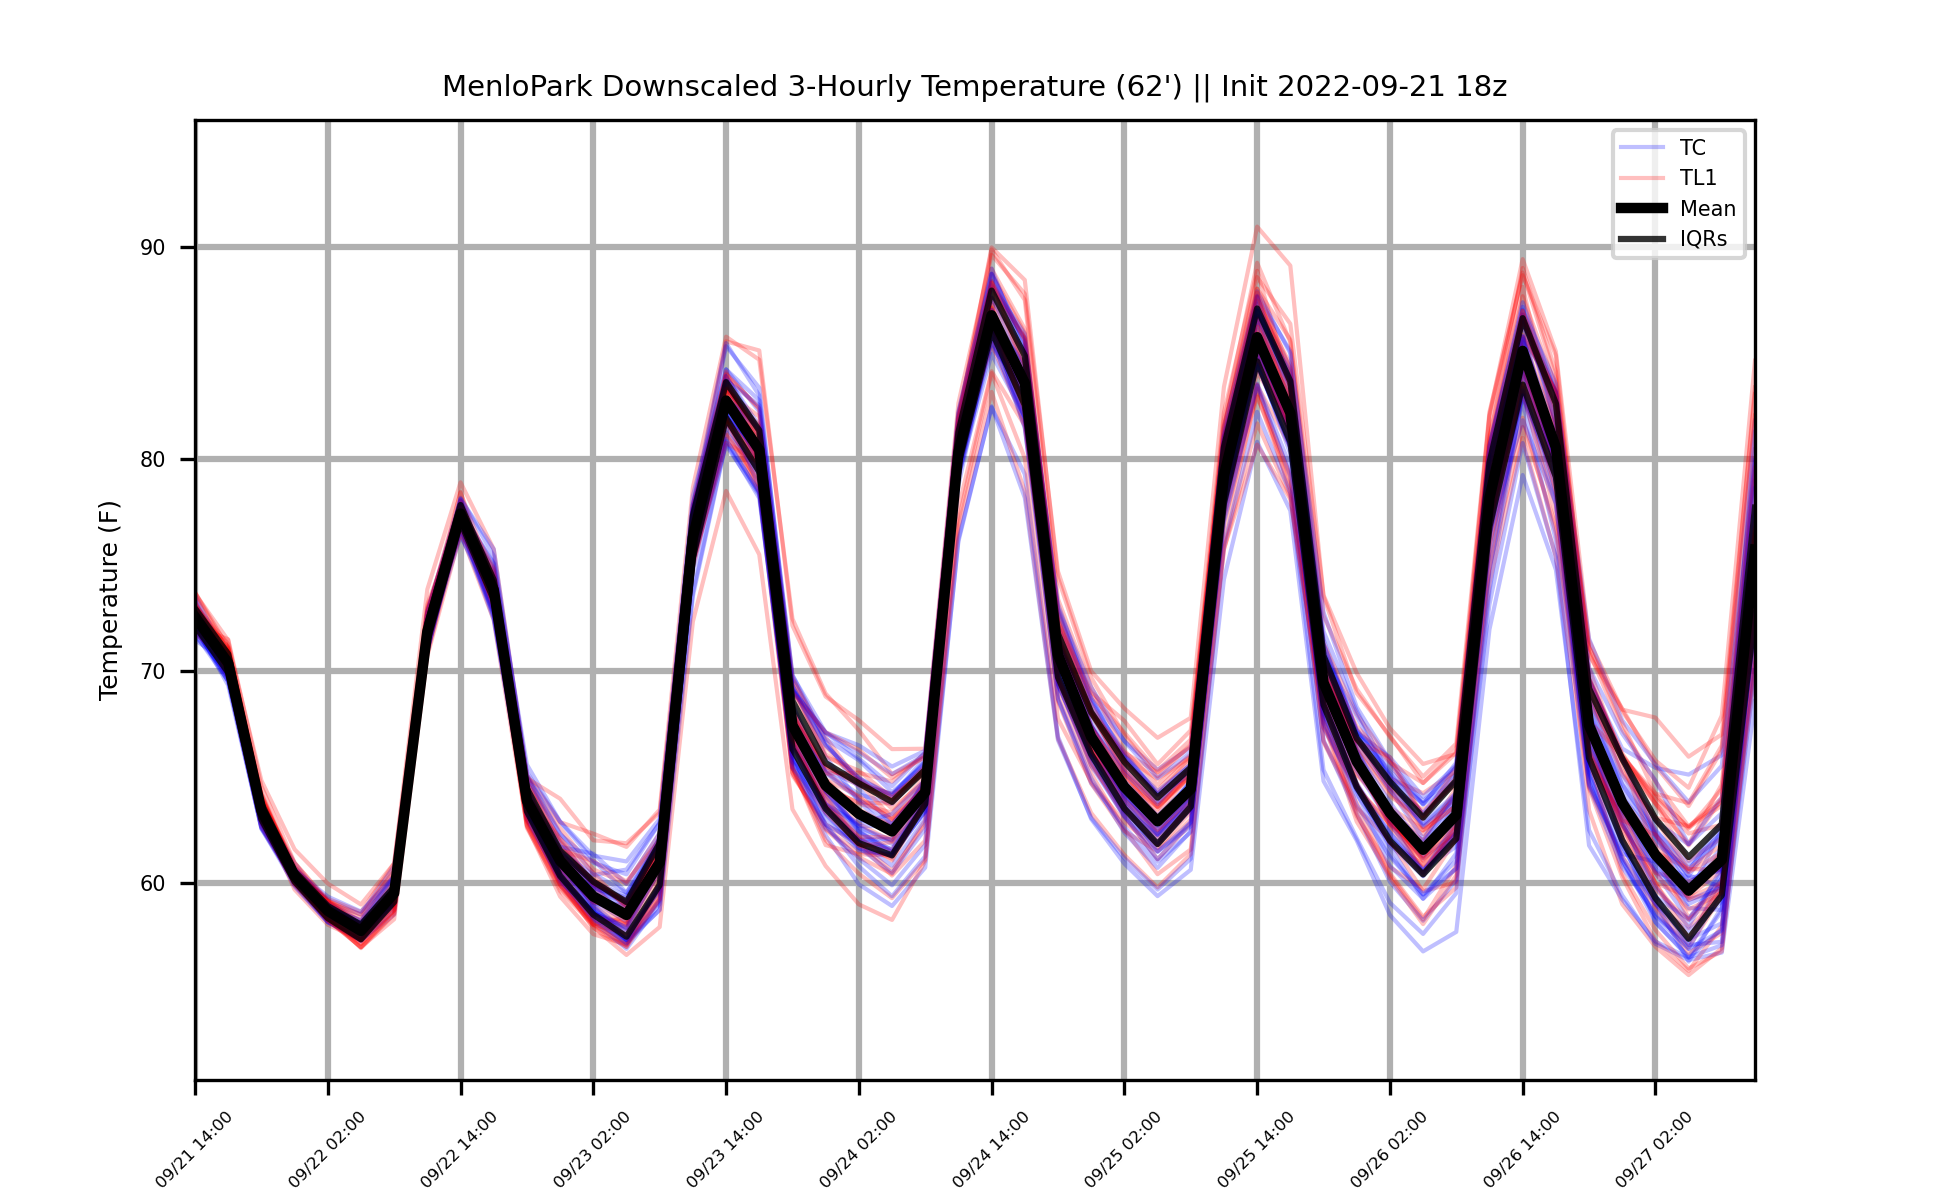 MenloPark Downscaled 3-Hourly Temperature (62') || Init 2022-09-21 18z
TC
TL1
Mean
IQRs
Temperature (F)
90
80
70
60
09/21 14:00
09/22 02:00
09/22 14:00
09/23 02:00
09/23 14:00
09/24 02:00
09/24 14:00
09/25 02:00
09/25 14:00
09/26 02:00
09/26 14:00
09/27 02:00